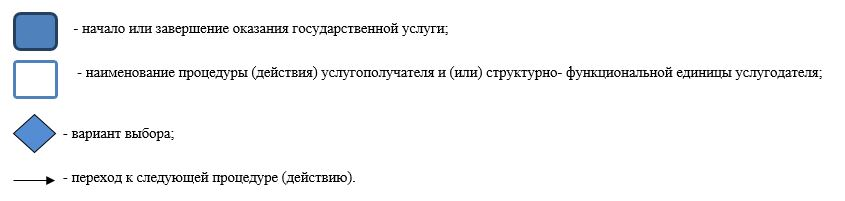 - начало или завершение оказания государственной услуги;
- наименование процедуры (действия) услугополучателя и (или) структурно- функциональной единицы услугодателя;
- вариант выбора;
- переход к следующей процедуре (действию).